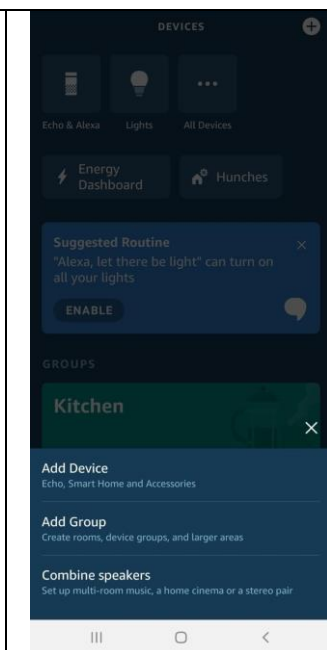 DEVICES
Echo & Alexa
Lights
All Devices
Energy
Dashboard
Hunches
Suggested Routine
"Alexa, let there be light" can turn on
all your lights
ENABLE
GROUPS
Kitchen
Add Device
Echo, Smart Home and Accessories
Add Group
Create rooms, device groups, and larger areas
Combine speakers
Set up multi-room music, a home cinema or a stereo pair